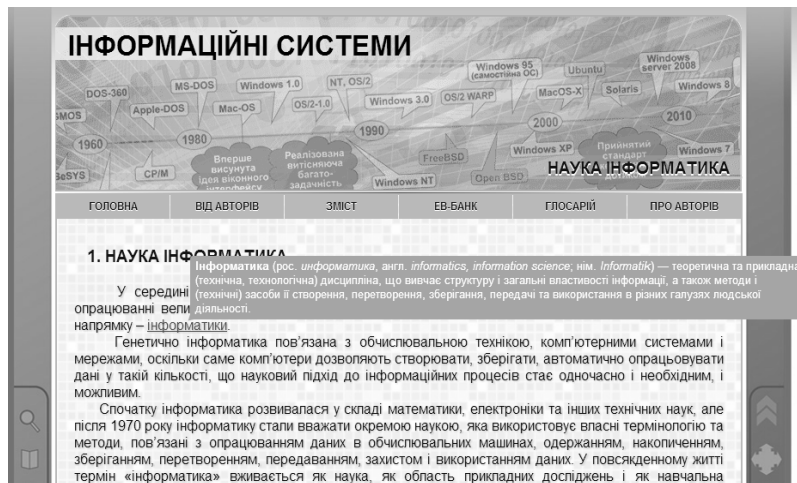 ІНФОРМАЦІЙНІ СИСТЕМИ
DOS-360
MS-DOS
Windows 1.0
NT, OS/2
Windows 95
(самостійна ОС)
Ubuntu
Windows
server 2008
Apple-DOS
Mac-OS
OS/2-1.0
Windows 3.0
OS/2 WARP
MacOS-X
Solaris
Windows 8
1960
1980
1990
2000
2010
CP/M
Вперше
висунута
ідея віконного
інтерфейсу
Реалізована
витісняюча
багато-
задачність
Windows NT
FreeBSD
Open BSD
Windows XP
Прийнятий
стандарт
Windows 7
НАУКА ІНФОРМАТИКА
ГОЛОВНА ВІД АВТОРІВ ЗМІСТ ЕВ-БАНК ГЛОСАРІЙ ПРО АВТОРІВ
1. НАУКА ІНФОРМАТИКА
Інформатика (рос. информатика, англ. informatics, information science; нім. Informatik) — теоретична та прикладна
(технічна, технологічна) дисципліна, що вивчає структуру і загальні властивості інформації, а також методи і
(технічні) засоби її створення, перетворення, зберігання, передачі та використання в різних галузях людської
діяльності.
У середині
опрацюванні вели
напрямку – інформатики.
Генетично інформатика пов’язана з обчислювальною технікою, комп’ютерними системами і
мережами, оскільки саме комп’ютери дозволяють створювати, зберігати, автоматично опрацьовувати
дані у такій кількості, що науковий підхід до інформаційних процесів стає одночасно і необхідним, і
можливим.
Спочатку інформатика розвивалася у складі математики, електроніки та інших технічних наук, але
після 1970 року інформатику стали вважати окремою наукою, яка використовує власні термінологію та
методи, пов’язані з опрацюванням даних в обчислювальних машинах, одержанням, накопиченням,
зберіганням, перетворенням, передаванням, захистом і використанням даних. У повсякденному житті
термін «інформатика» вживається як наука, як область прикладних досліджень і як навчальна